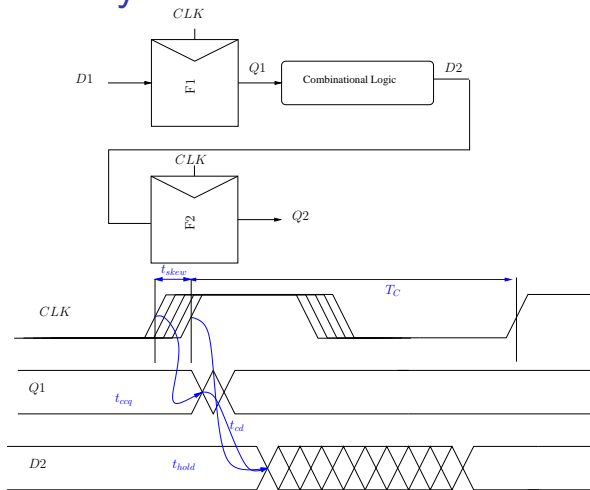 CLK
D1
F1
Q1
Combinational Logic
D2
CLK
F2
Q2
t_skew
T_C
CLK
Q1
t_ccq
t_cd
D2
t_hold